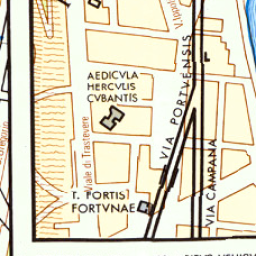 AEDICVLA
HERCVLIS
CVBANTIS
VIA PORTVENSIS
Viale di Trastevere
T. FORTIS
FORTVNAE
VIA CAMPANA
L